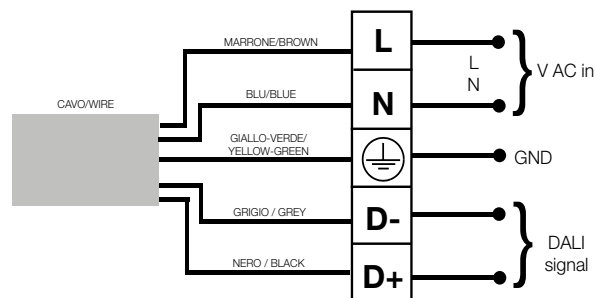 MARRONE/BROWN
L
L
V AC in
BLU/BLUE
N
N
CAVO/WIRE
GIALLO-VERDE/
YELLOW-GREEN
GND
GRIGIO / GREY
D-
DALI
signal
NERO / BLACK
D+